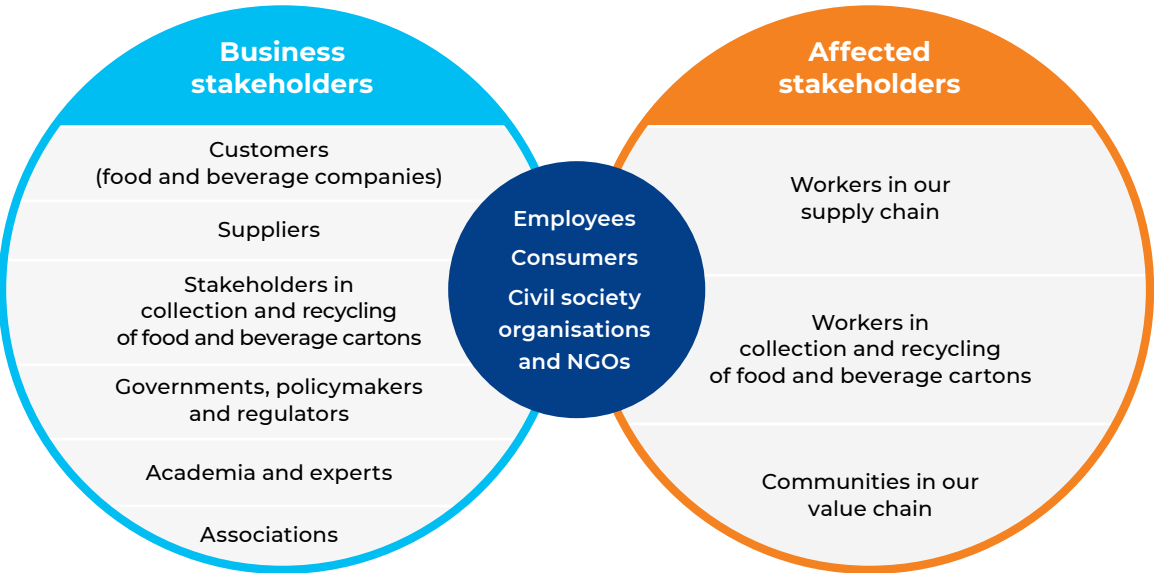 Business
stakeholders
Customers
(food and beverage companies)
Suppliers
Stakeholders in
collection and recycling
of food and beverage cartons
Governments, policymakers
and regulators
Academia and experts
Associations
Employees
Consumers
Civil society
organisations
and NGOs
Affected
stakeholders
Workers in our
supply chain
Workers in
collection and recycling
of food and beverage cartons
Communities in our
value chain